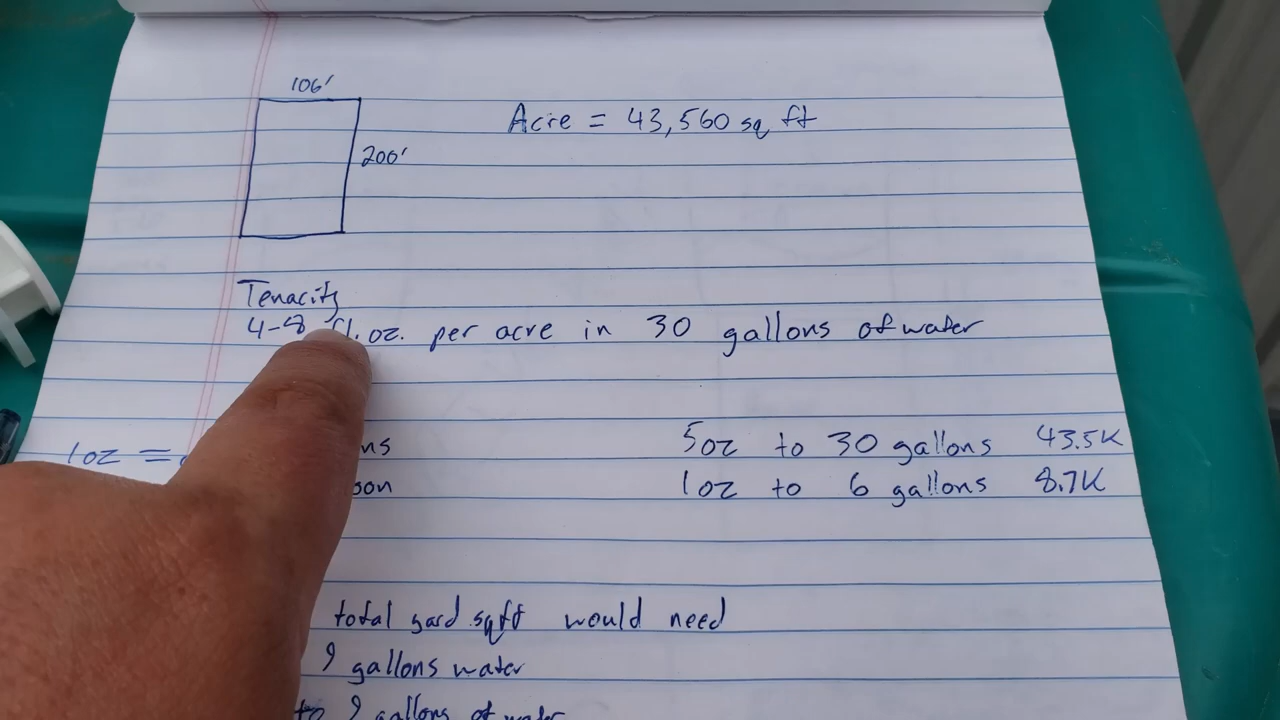 106'
Acre = 43,560 sq ft
200'
Tenacity
4-8 fl. oz. per acre in 30 gallons of water
1oz =
5oz to 30 gallons 43.5K
1oz to 6 gallons 8.7K
total yard sqft would need
9 gallons water
to 9 gallons of water